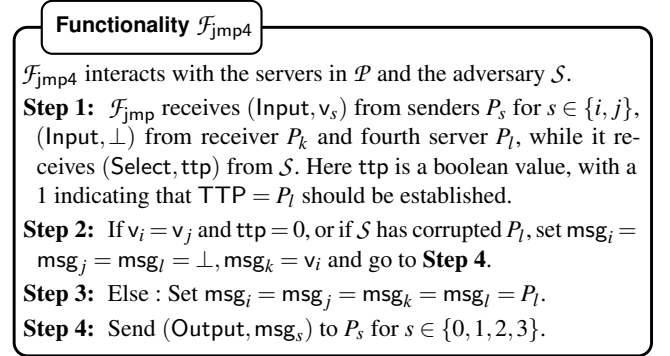 Functionality 𝓕jmp4
𝓕jmp4 interacts with the servers in 𝒫 and the adversary 𝒮.
Step 1: 𝓕jmp receives (Input, vₛ) from senders Pₛ for s ∈ {i, j},
(Input, ⊥) from receiver Pₖ and fourth server Pₗ, while it re-
ceives (Select, ttp) from 𝒮. Here ttp is a boolean value, with a
1 indicating that TTP = Pₗ should be established.
Step 2: If vᵢ = vⱼ and ttp = 0, or if 𝒮 has corrupted Pₗ, set msgᵢ =
msgⱼ = msgₗ = ⊥, msgₖ = vᵢ and go to Step 4.
Step 3: Else : Set msgᵢ = msgⱼ = msgₖ = msgₗ = Pₗ.
Step 4: Send (Output, msgₛ) to Pₛ for s ∈ {0, 1, 2, 3}.